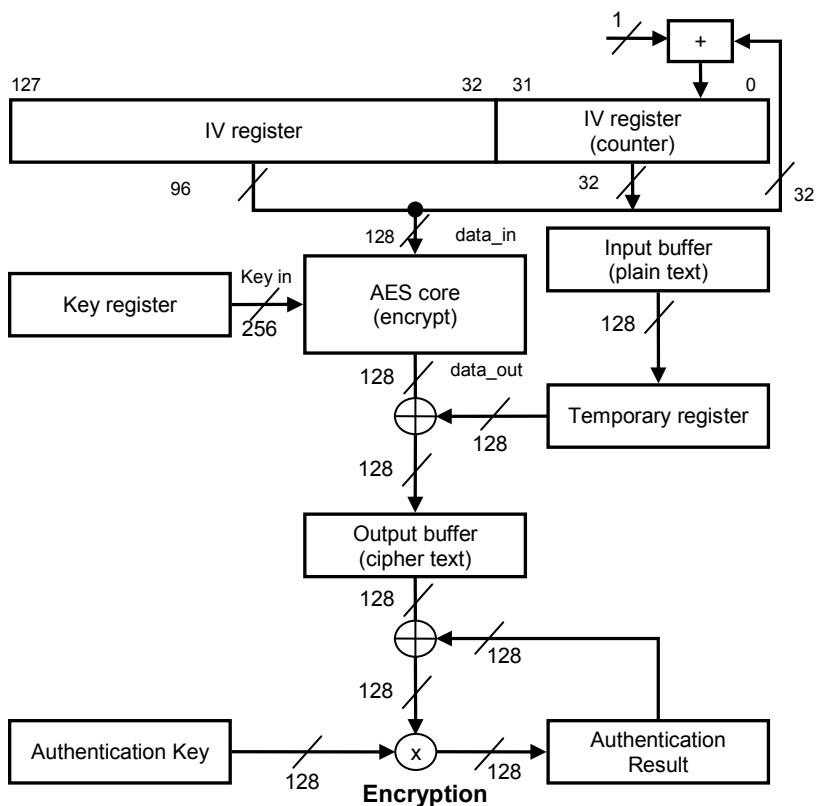 1
+
127
32
31
0
IV register
IV register
(counter)
96
32
32
128
data_in
Input buffer
(plain text)
Key register
Key in
256
AES core
(encrypt)
128
128
data_out
Temporary register
128
128
Output buffer
(cipher text)
128
128
128
Authentication Key
128
x
128
Authentication
Result
Encryption